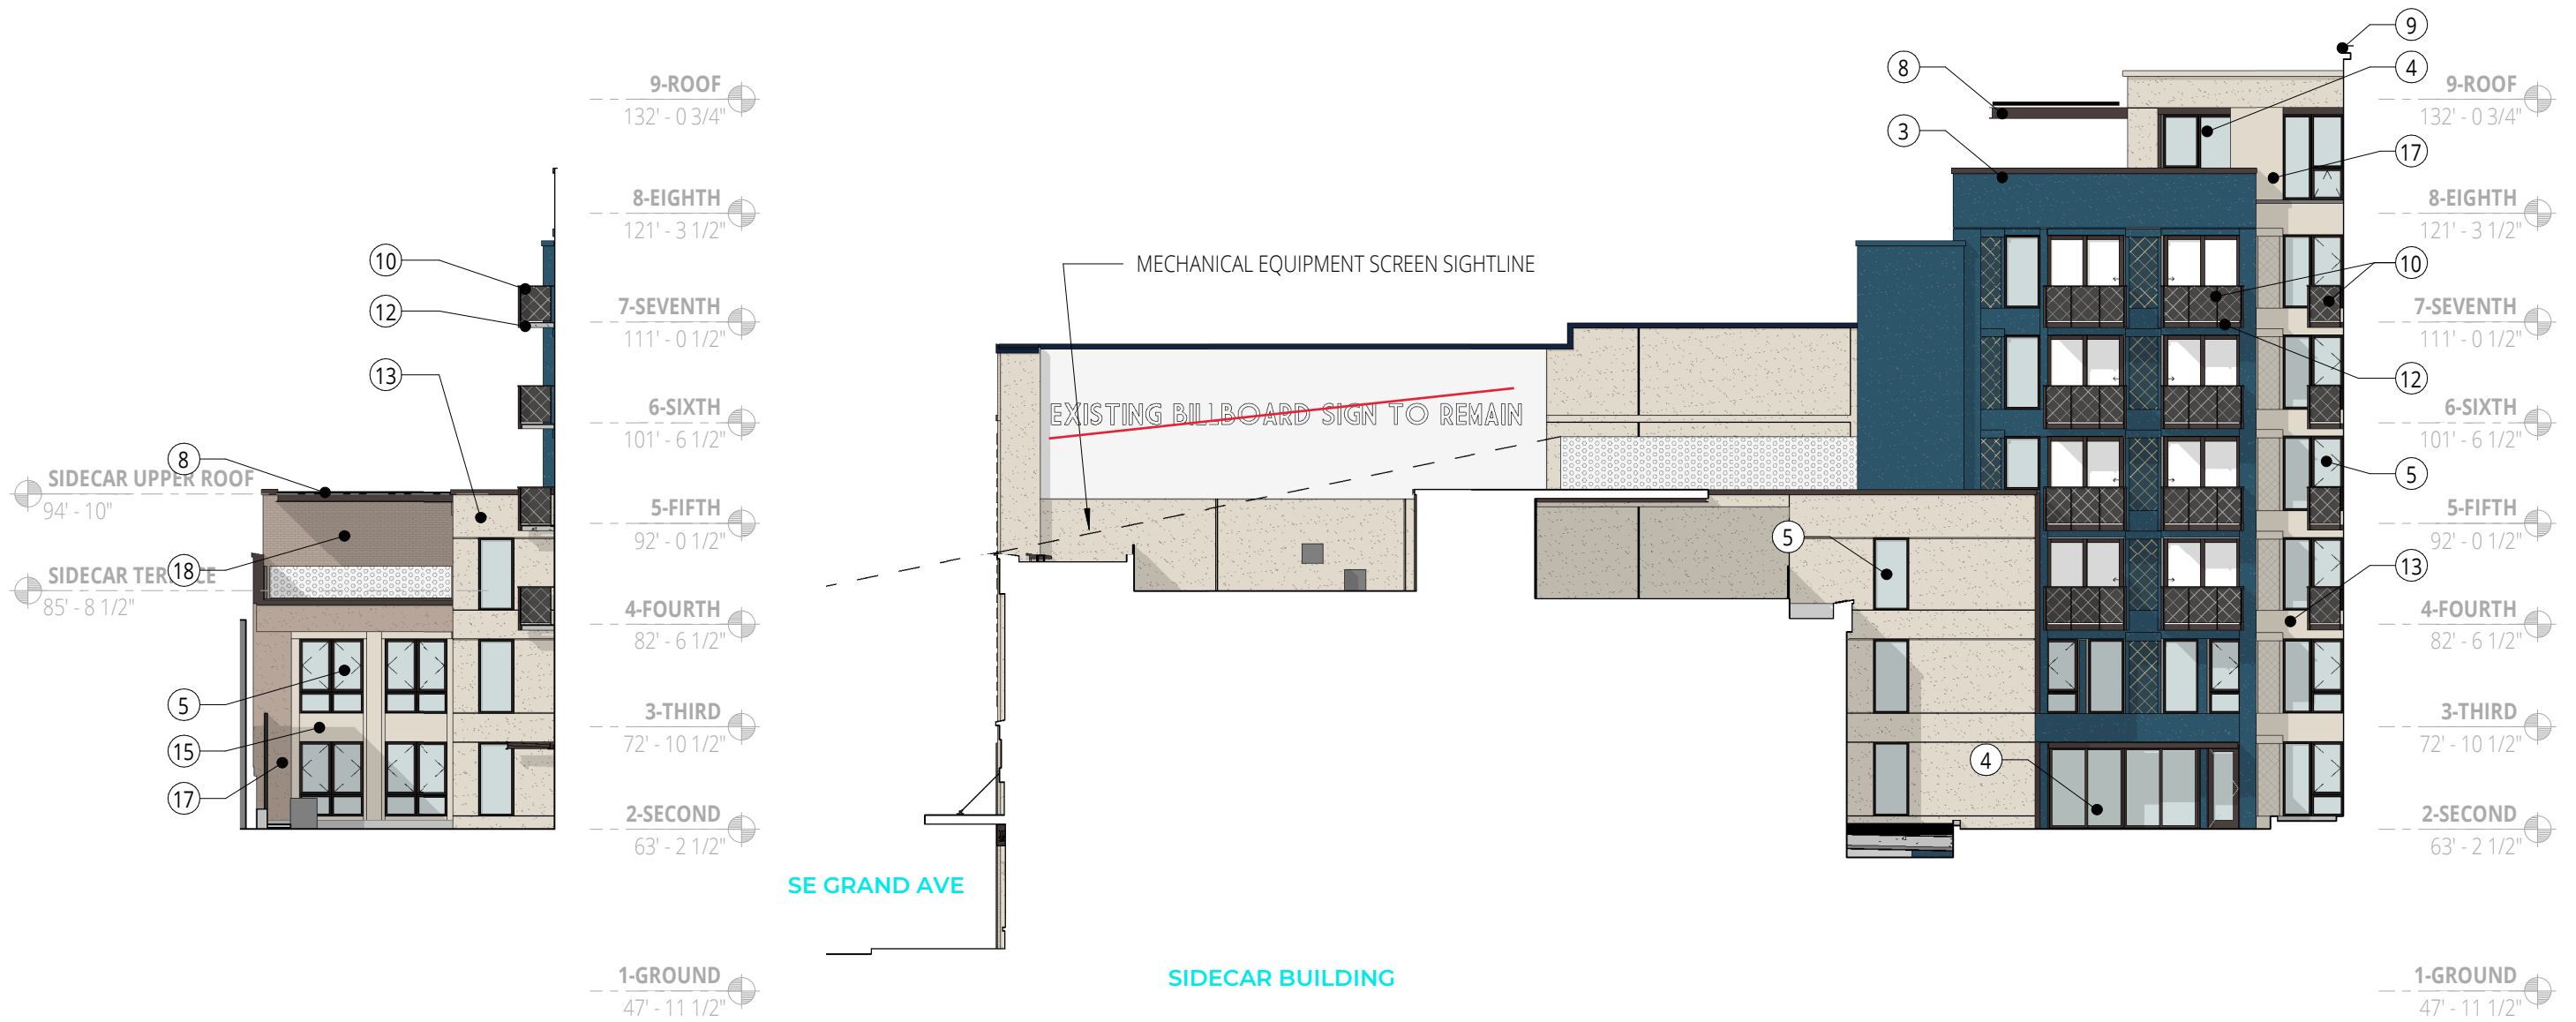 9-ROOF
132' - 0 3/4"
8-EIGHTH
121' - 3 1/2"
10
12
7-SEVENTH
111' - 0 1/2"
13
6-SIXTH
101' - 6 1/2"
8
SIDECAR UPPER ROOF
94' - 10"
5-FIFTH
92' - 0 1/2"
18
SIDECAR TERRACE
85' - 8 1/2"
4-FOURTH
82' - 6 1/2"
5
3-THIRD
72' - 10 1/2"
15
17
2-SECOND
63' - 2 1/2"
1-GROUND
47' - 11 1/2"
MECHANICAL EQUIPMENT SCREEN SIGHTLINE
EXISTING BILLBOARD SIGN TO REMAIN
SE GRAND AVE
SIDECAR BUILDING
8
3
5
4
9
4
9-ROOF
132' - 0 3/4"
17
8-EIGHTH
121' - 3 1/2"
10
7-SEVENTH
111' - 0 1/2"
12
6-SIXTH
101' - 6 1/2"
5
5-FIFTH
92' - 0 1/2"
13
4-FOURTH
82' - 6 1/2"
3-THIRD
72' - 10 1/2"
2-SECOND
63' - 2 1/2"
1-GROUND
47' - 11 1/2"